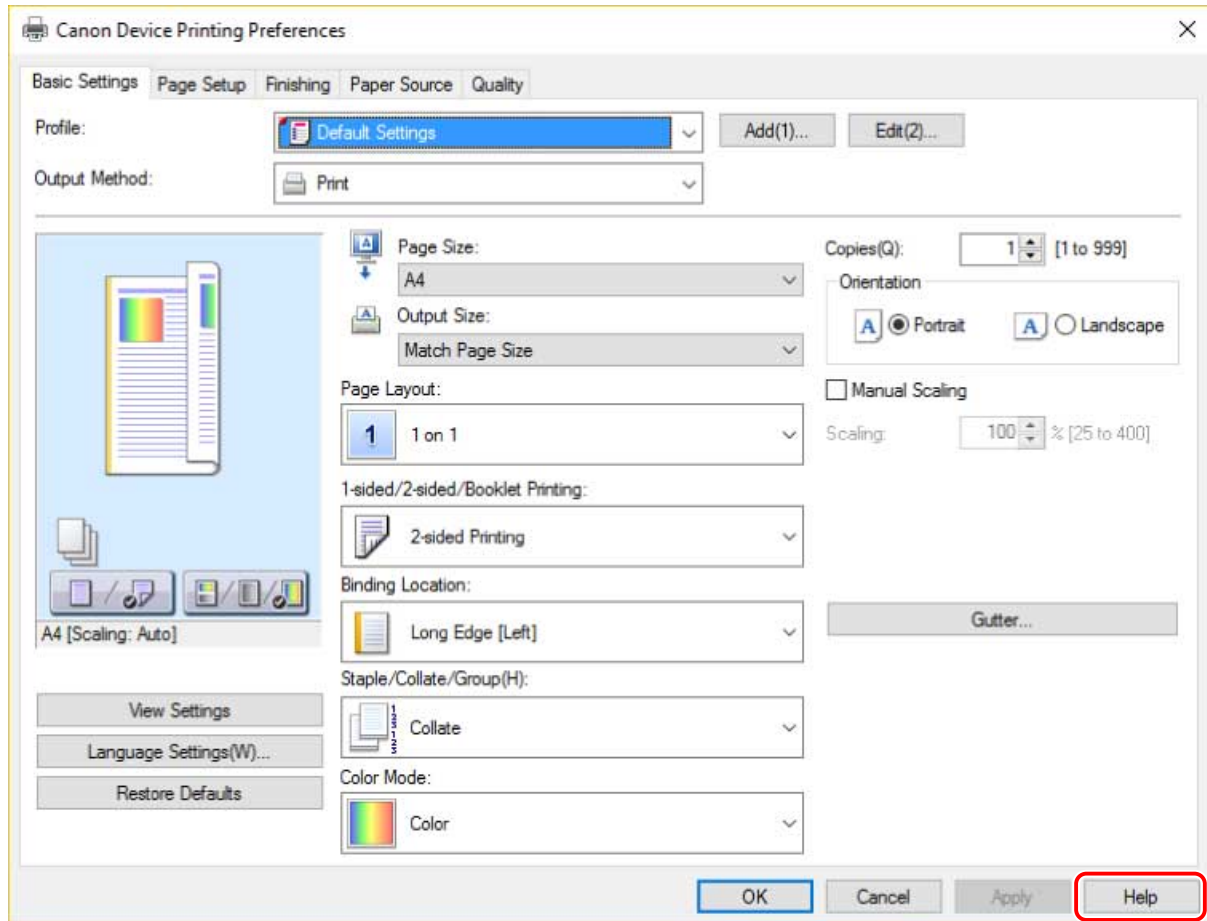 Canon Device Printing Preferences
Basic Settings Page Setup Finishing Paper Source Quality
Profile: Default Settings Add(1)... Edit(2)...
Output Method: Print
Page Size:
A4
Output Size:
Match Page Size
Page Layout:
1 1 on 1
1-sided/2-sided/Booklet Printing:
2-sided Printing
Binding Location:
Long Edge [Left]
Staple/Collate/Group(H):
123123 Collate
Color Mode:
Color
Copies(Q): 1 [1 to 999]
Orientation
A Portrait A Landscape
Manual Scaling
Scaling: 100 % [25 to 400]
Gutter...
A4 [Scaling: Auto]
View Settings
Language Settings(W)...
Restore Defaults
OK Cancel Apply Help